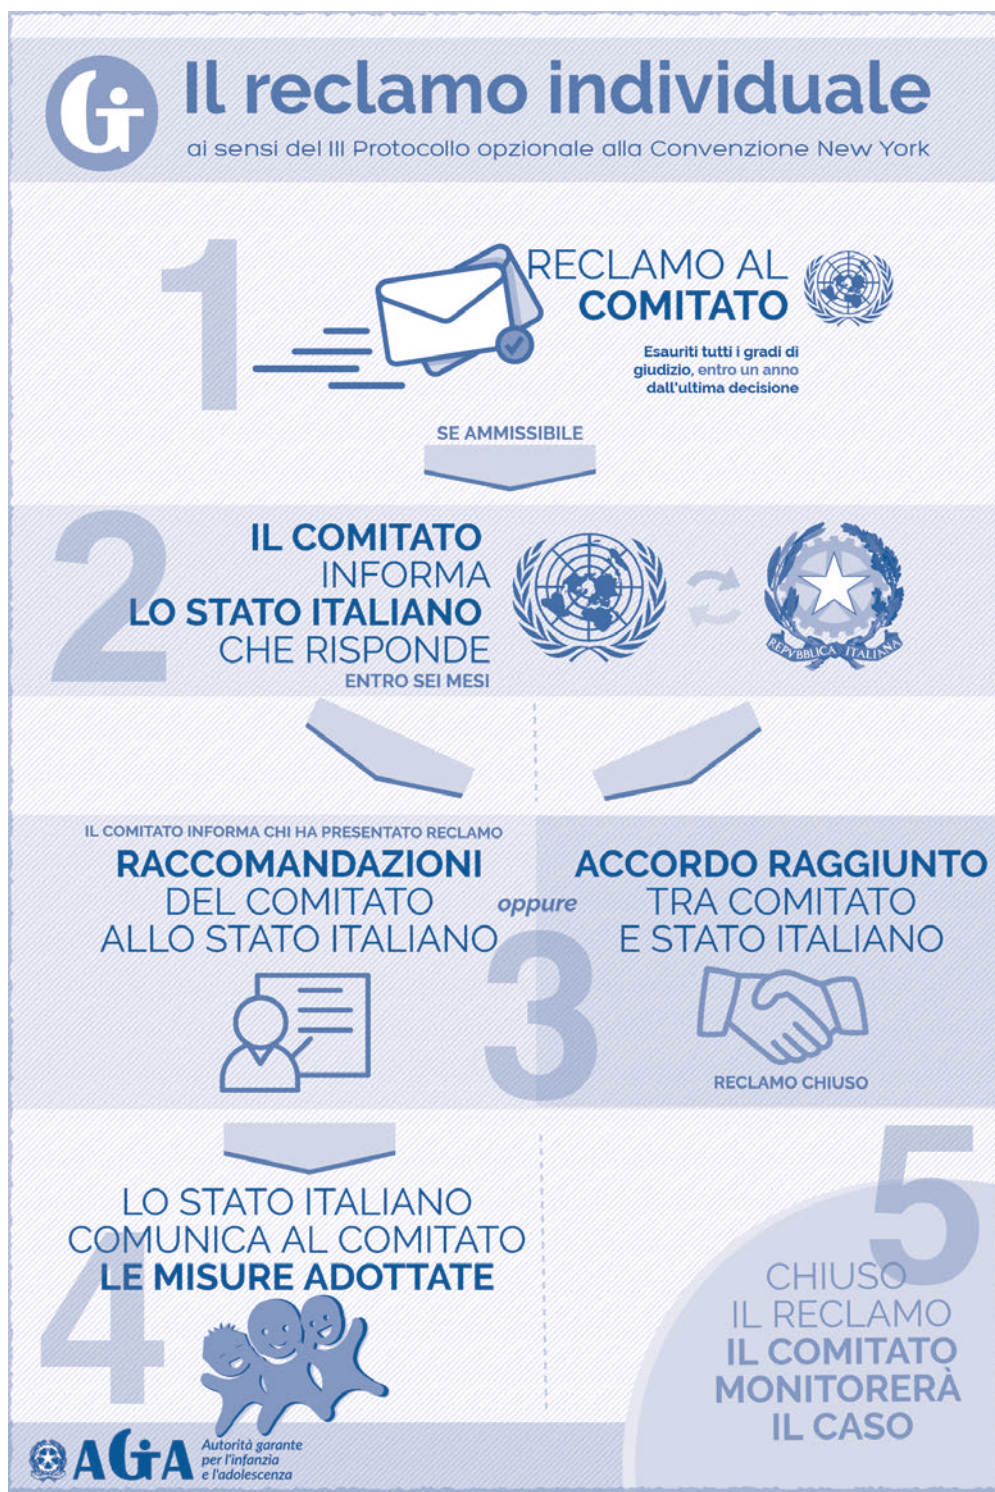 Il reclamo individuale
ai sensi del III Protocollo opzionale alla Convenzione New York
1
RECLAMO AL
COMITATO
Esauriti tutti i gradi di
giudizio, entro un anno
dall'ultima decisione
SE AMMISSIBILE
2
IL COMITATO
INFORMA
LO STATO ITALIANO
CHE RISPONDE
ENTRO SEI MESI
REPVBBLICA ITALIANA
IL COMITATO INFORMA CHI HA PRESENTATO RECLAMO
RACCOMANDAZIONI
DEL COMITATO
ALLO STATO ITALIANO
oppure
3
ACCORDO RAGGIUNTO
TRA COMITATO
E STATO ITALIANO
RECLAMO CHIUSO
4
LO STATO ITALIANO
COMUNICA AL COMITATO
LE MISURE ADOTTATE
5
CHIUSO
IL RECLAMO
IL COMITATO
MONITORERÀ
IL CASO
AGIA
Autorità garante
per l'infanzia
e l'adolescenza